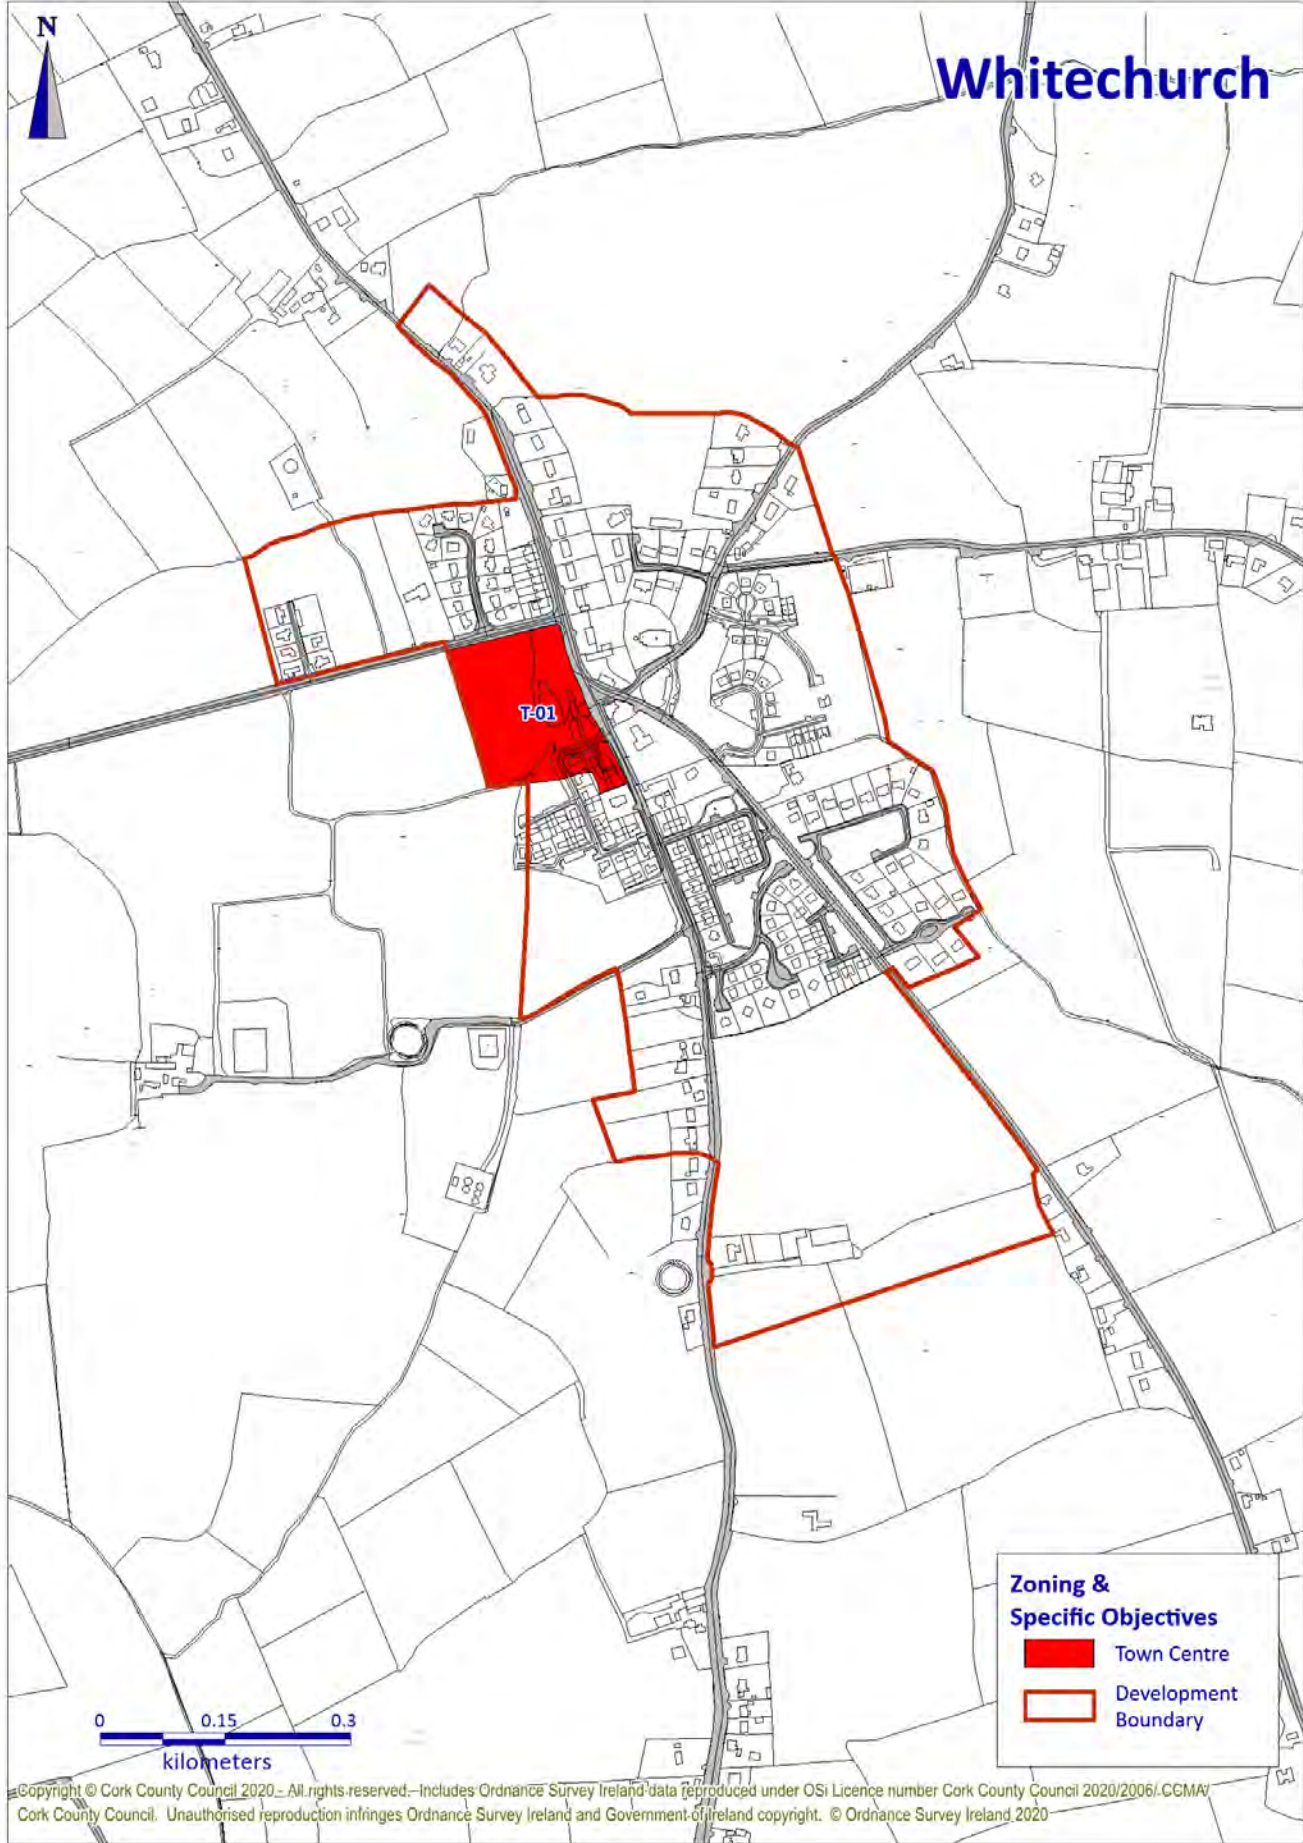 N
Whitechurch
T-01
Zoning &
Specific Objectives
Town Centre
Development
Boundary
0 0.15 0.3
kilometers
Copyright © Cork County Council 2020 - All rights reserved. Includes Ordnance Survey Ireland data reproduced under OSi Licence number Cork County Council 2020/2006/ CCMA/
Cork County Council. Unauthorised reproduction infringes Ordnance Survey Ireland and Government of Ireland copyright. © Ordnance Survey Ireland 2020